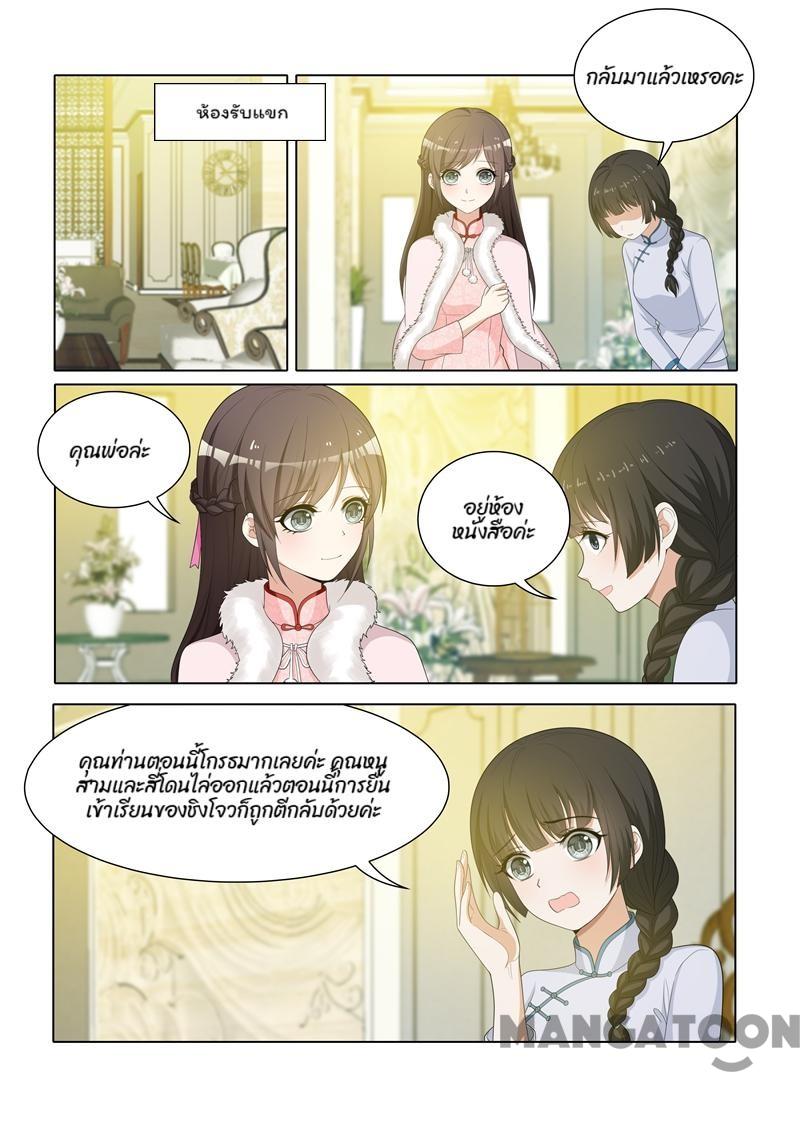 ห้องรับแขก
กลับมาแล้วเหรอคะ
คุณพ่อล่ะ
อยู่ห้อง
หนังสือค่ะ
คุณท่านตอนนี้โกรธมากเลยค่ะ คุณหนู
สามและสี่โดนไล่ออกแล้วตอนนี้การยื่น
เข้าเรียนของชิงโจวก็ถูกตีกลับด้วยค่ะ
MANGATOON